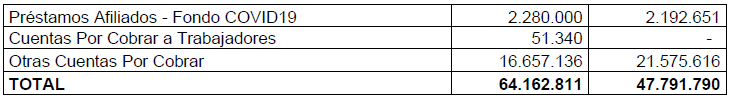 Préstamos Afiliados - Fondo COVID19 2.280.000 2.192.651
Cuentas Por Cobrar a Trabajadores 51.340 -
Otras Cuentas Por Cobrar 16.657.136 21.575.616
TOTAL 64.162.811 47.791.790